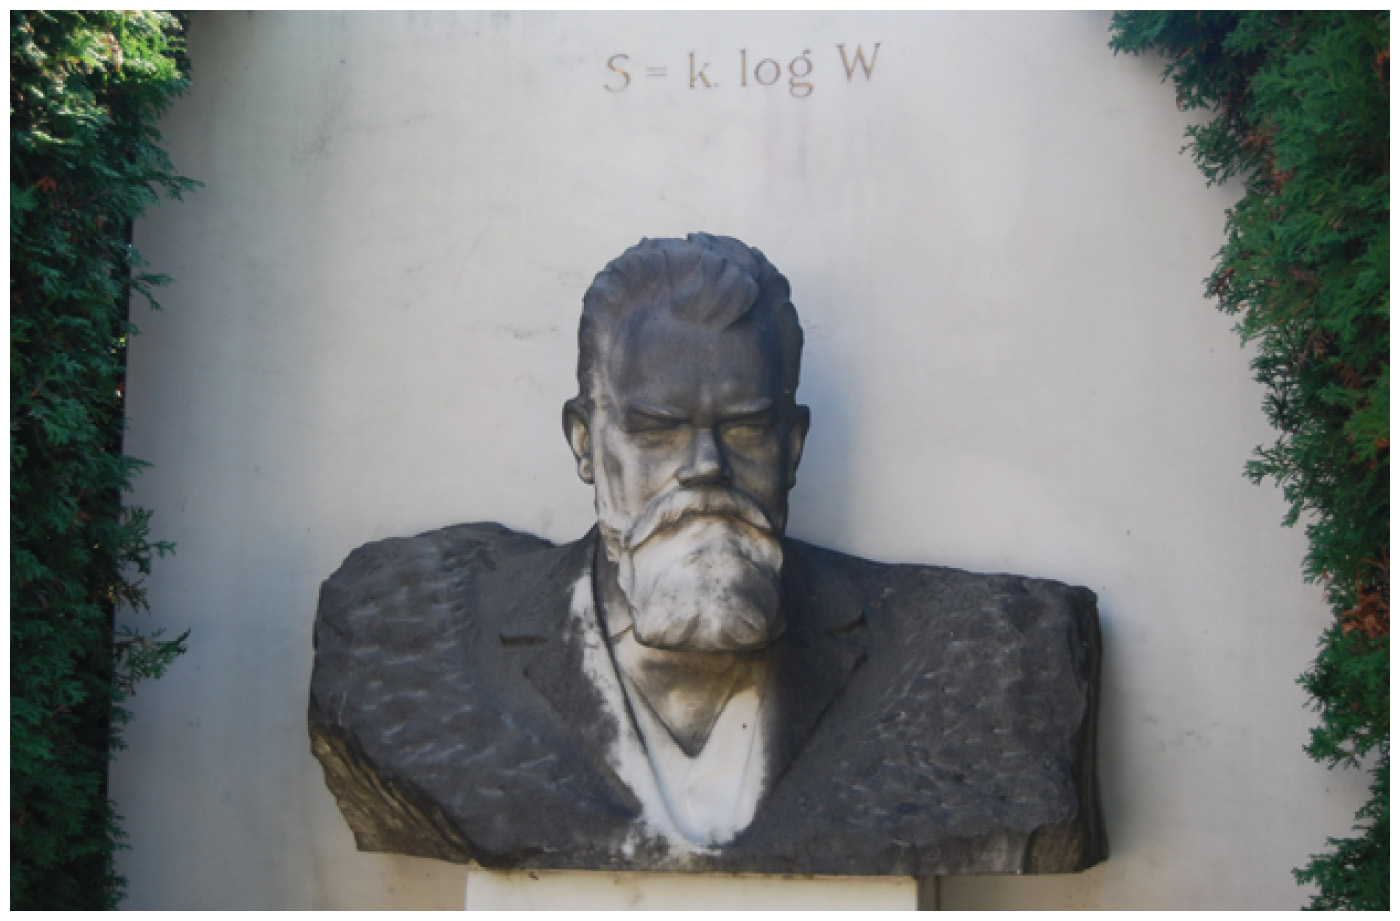 S = k. log W